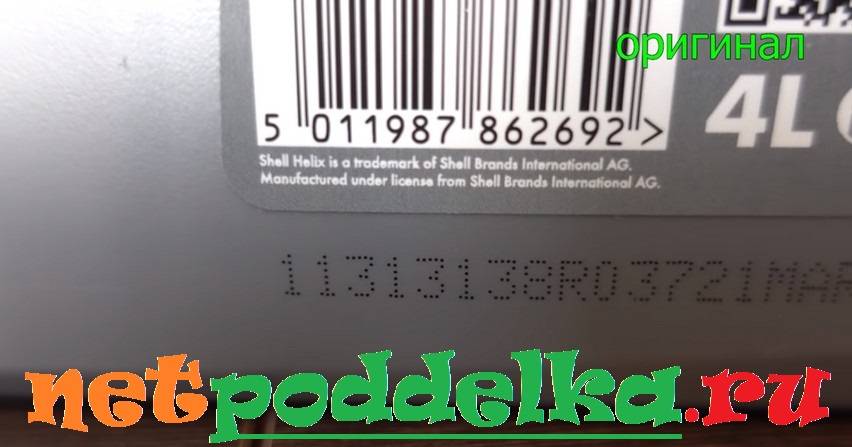 оригинал
4L
5 011987 862692 >
Shell Helix is a trademark of Shell Brands International AG.
Manufactured under license from Shell Brands International AG.
11313138R03721MAR
netpoddelka.ru